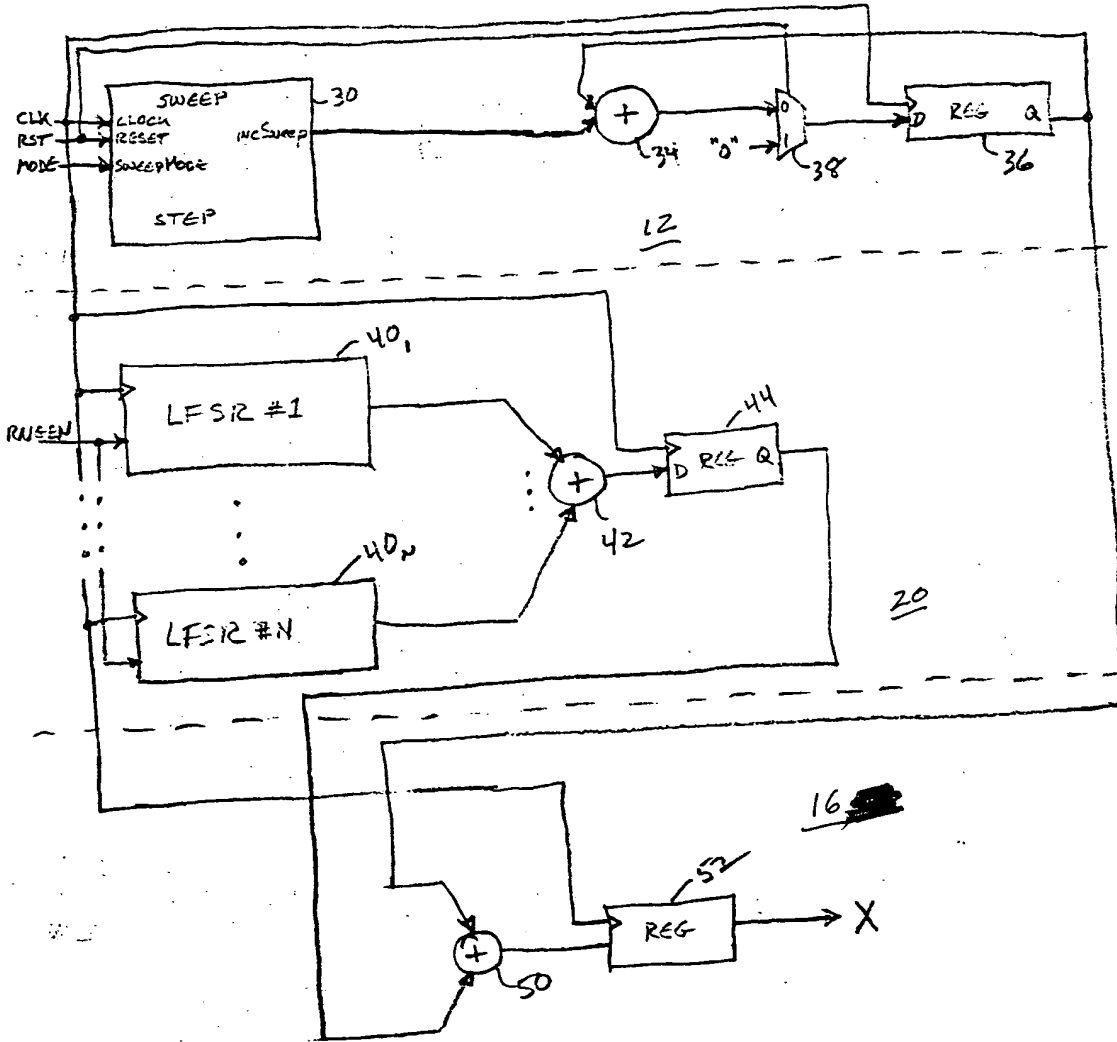 SWEEP
30
CLK
CLOCK
RST
RESET
INCSWEEP
MODE
SWEEPMODE
STEP
+
34
0
1
"0"
38
D
REG
Q
36
12
40₁
LFSR #1
RNGEN
44
D REG Q
+
42
40N
LFSR #N
20
16
52
REG
X
+
50